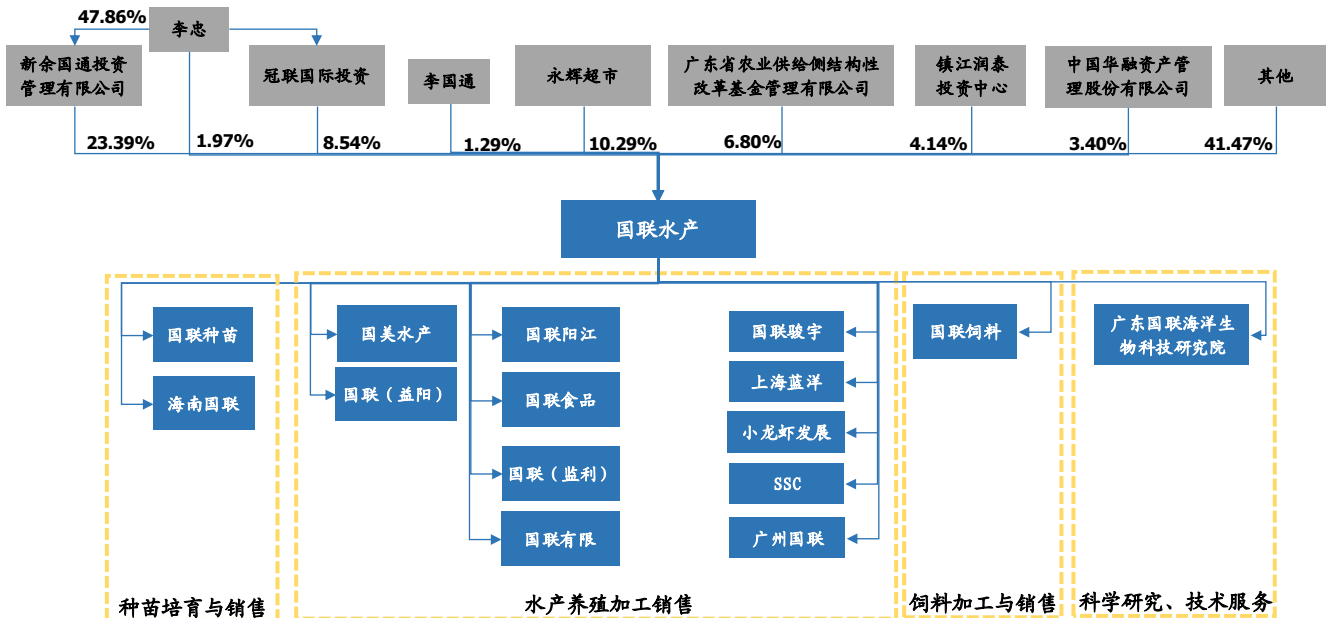 47.86%
李忠
新余国通投资
管理有限公司
冠联国际投资
李国通
永辉超市
广东省农业供给侧结构性
改革基金管理有限公司
镇江润泰
投资中心
中国华融资产管
理股份有限公司
其他
23.39%
1.97%
8.54%
1.29%
10.29%
6.80%
4.14%
3.40%
41.47%
国联水产
国联种苗
海南国联
国美水产
国联（益阳）
国联阳江
国联食品
国联（监利）
国联有限
国联骏宇
上海蓝洋
小龙虾发展
SSC
广州国联
国联饲料
广东国联海洋生
物科技研究院
种苗培育与销售
水产养殖加工销售
饲料加工与销售
科学研究、技术服务